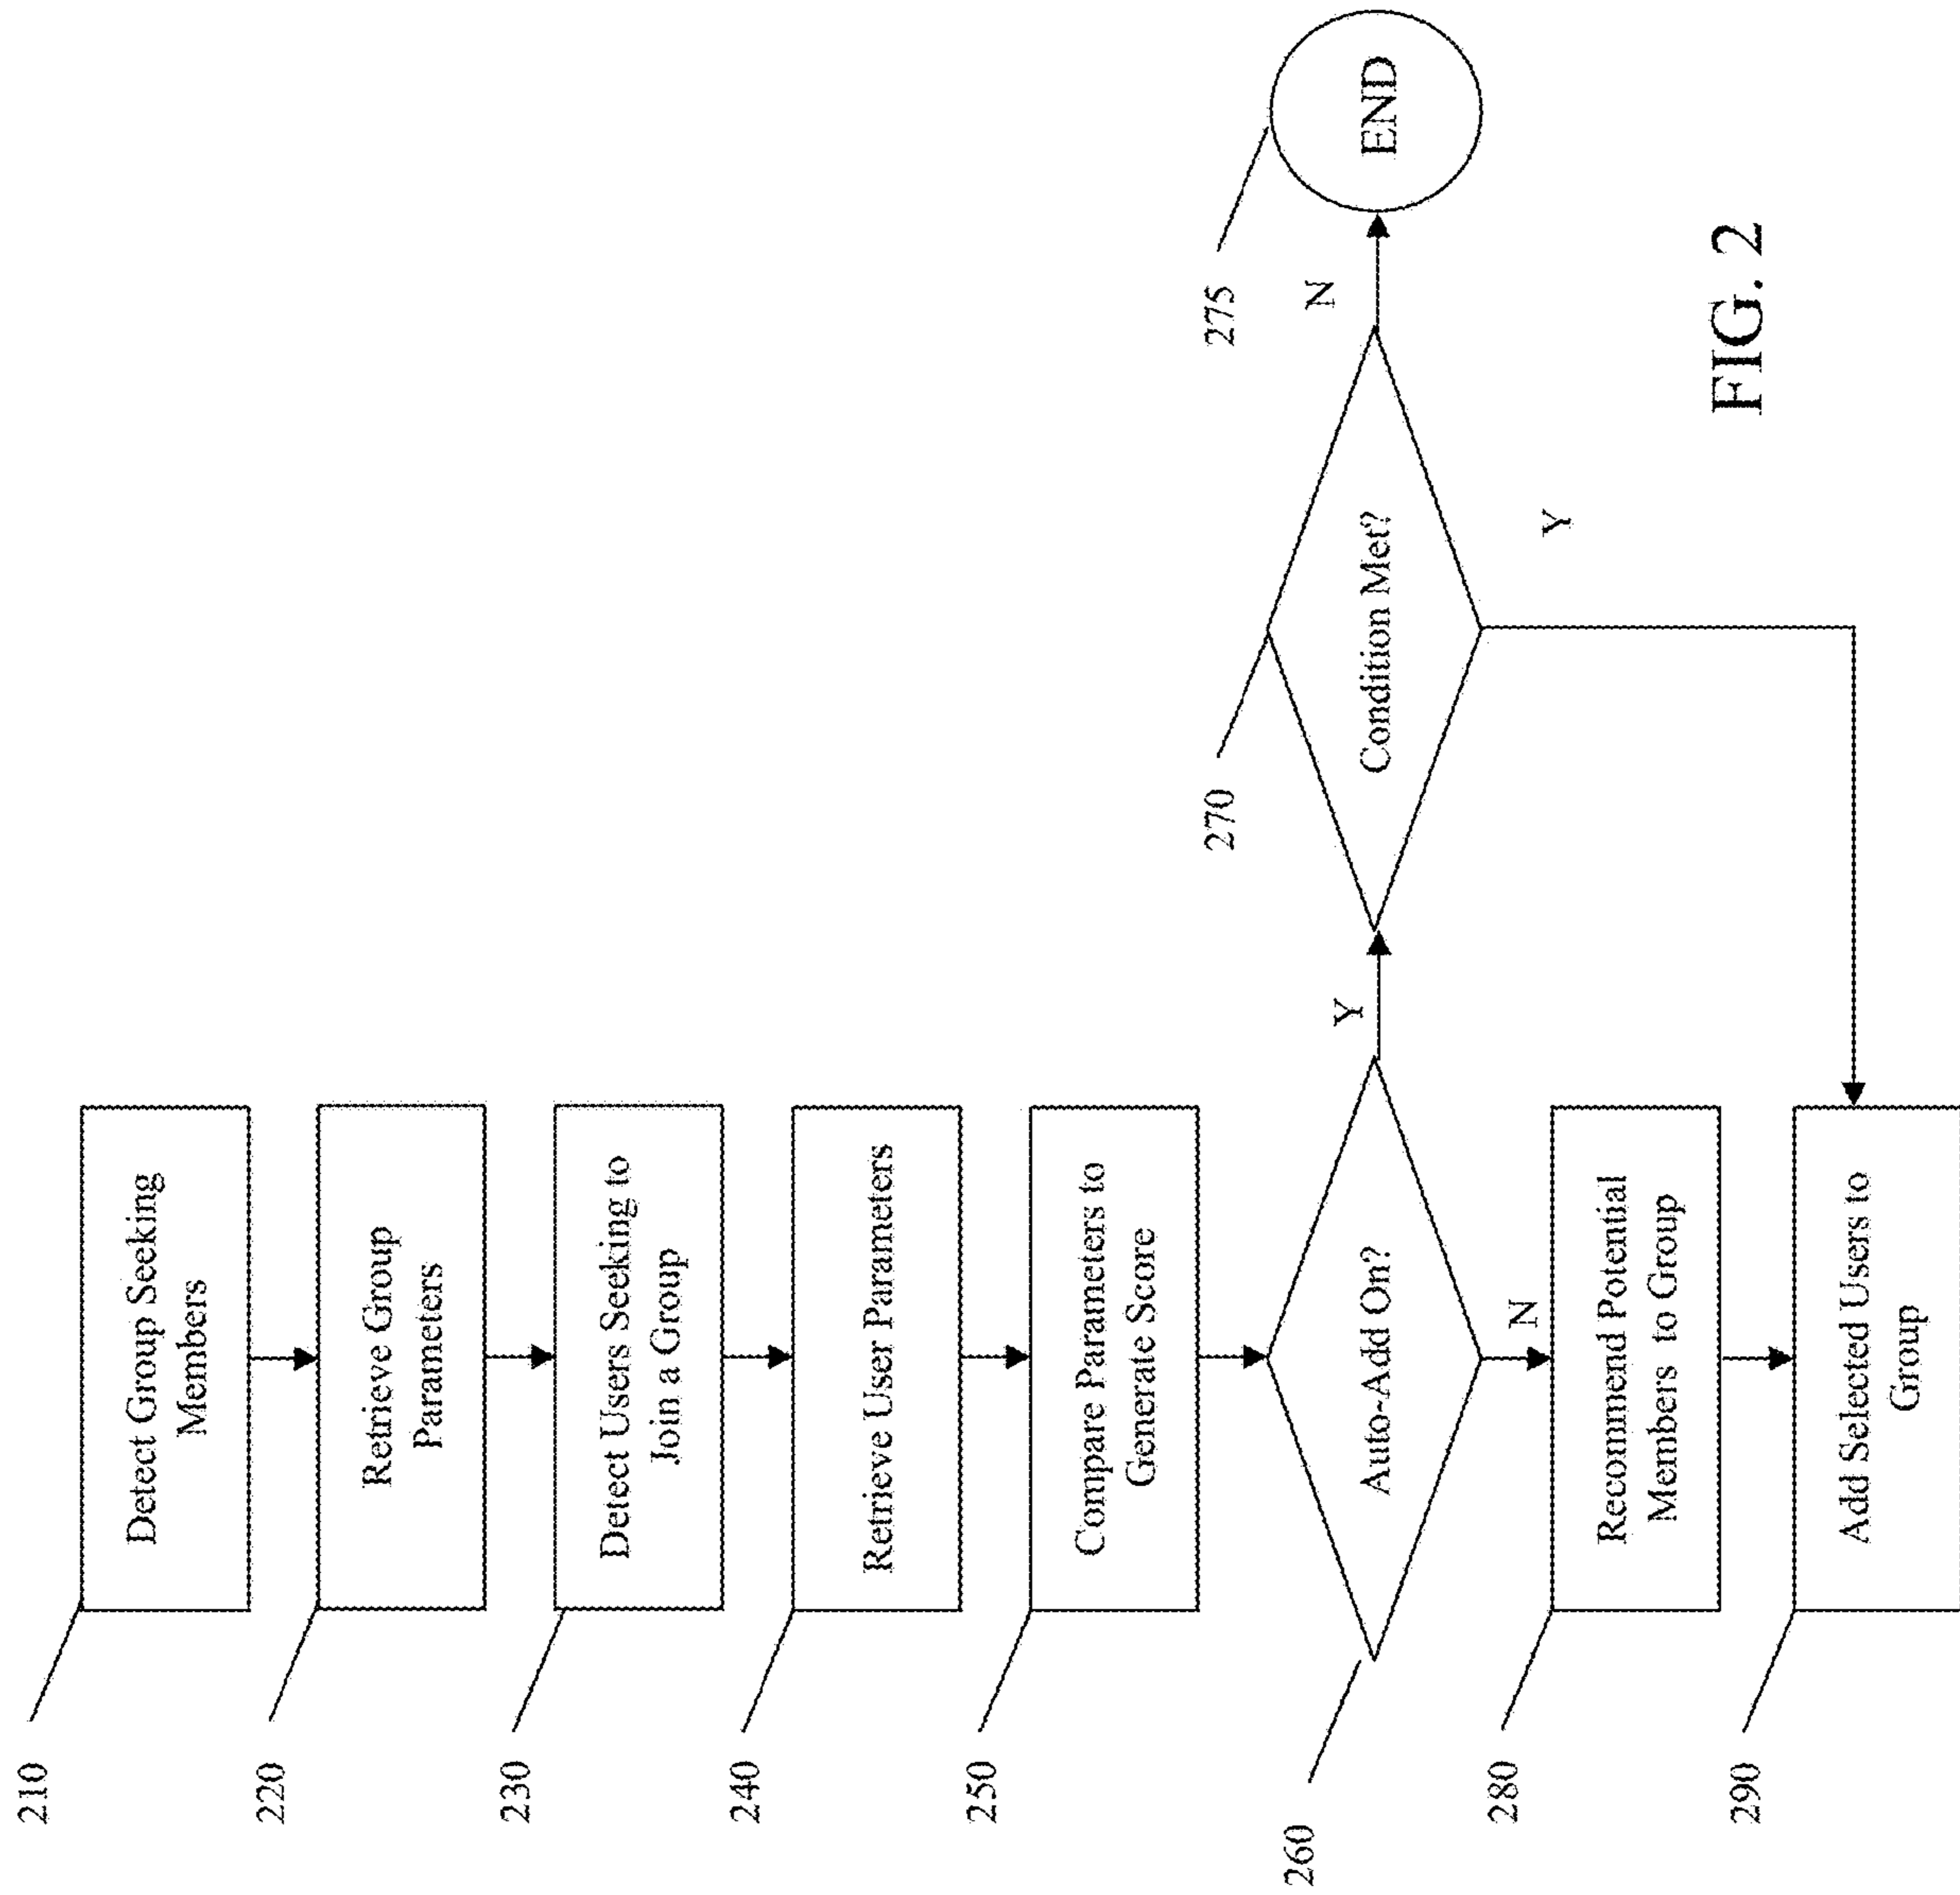 210
Detect Group Seeking
Members
220
Retrieve Group
Parameters
230
Detect Users Seeking to
Join a Group
240
Retrieve User Parameters
250
Compare Parameters to
Generate Score
260
Auto-Add On?
Y
N
270
Condition Met?
N
Y
275
END
280
Recommend Potential
Members to Group
290
Add Selected Users to
Group
FIG. 2